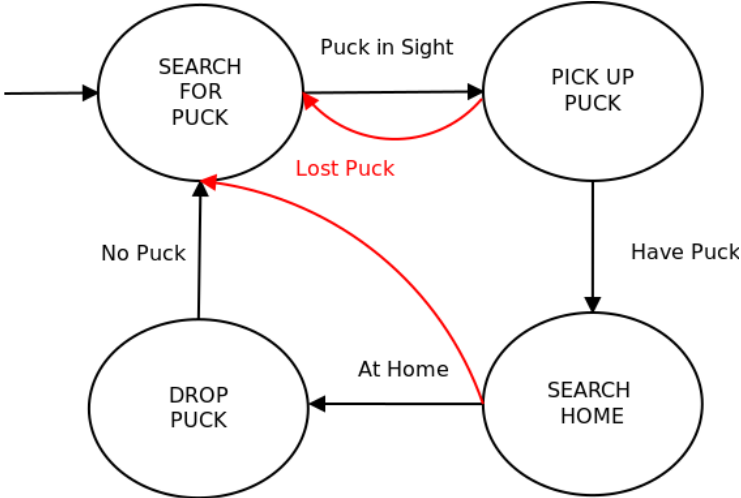 Puck in Sight
SEARCH
FOR
PUCK
PICK UP
PUCK
Lost Puck
No Puck
Have Puck
At Home
DROP
PUCK
SEARCH
HOME